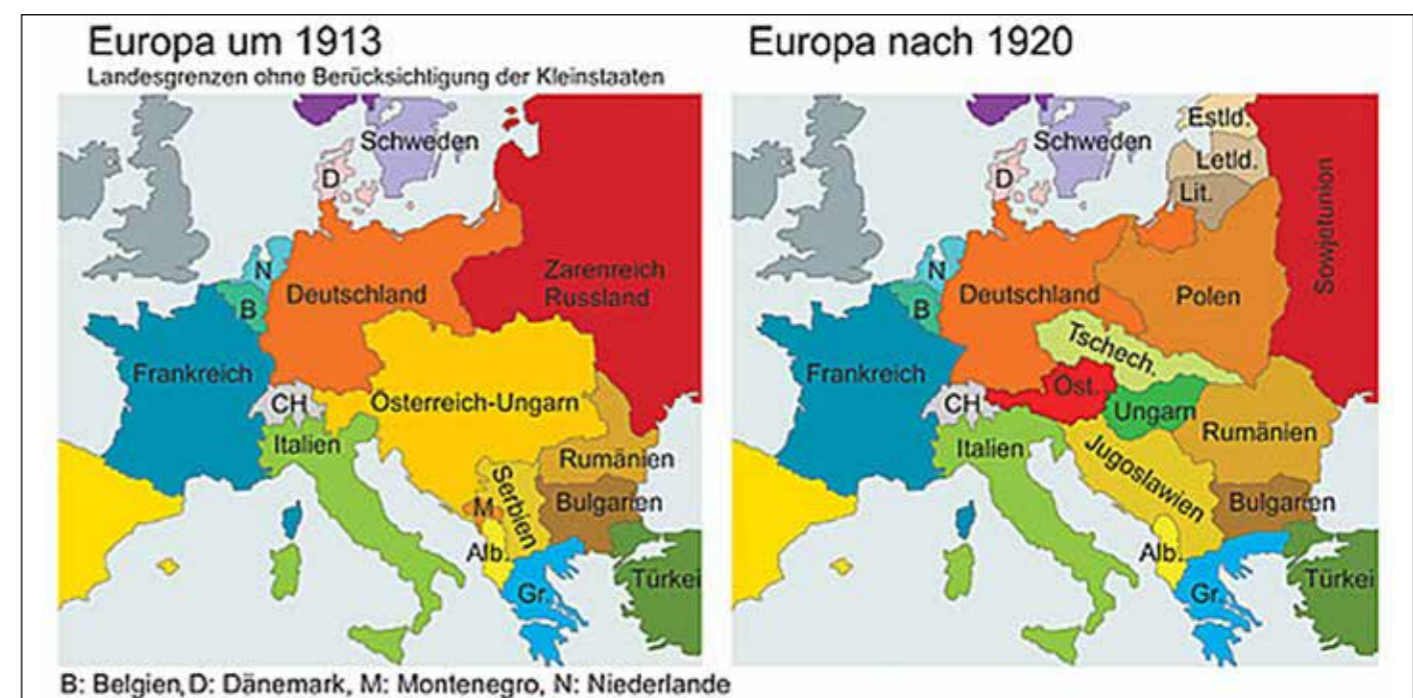 Europa um 1913
Landesgrenzen ohne Berücksichtigung der Kleinstaaten
Schweden
D
N
B
Deutschland
Zarenreich
Russland
Frankreich
CH
Österreich-Ungarn
Italien
Rumänien
Serbien
Bulgarien
M
Alb.
Gr.
Türkei
Europa nach 1920
Estld.
Schweden
Letld.
D
Lit.
Sowjetunion
N
B
Deutschland
Polen
Tschech.
Frankreich
Öst.
CH
Ungarn
Italien
Rumänien
Jugoslawien
Bulgarien
Alb.
Gr.
Türkei
B: Belgien, D: Dänemark, M: Montenegro, N: Niederlande